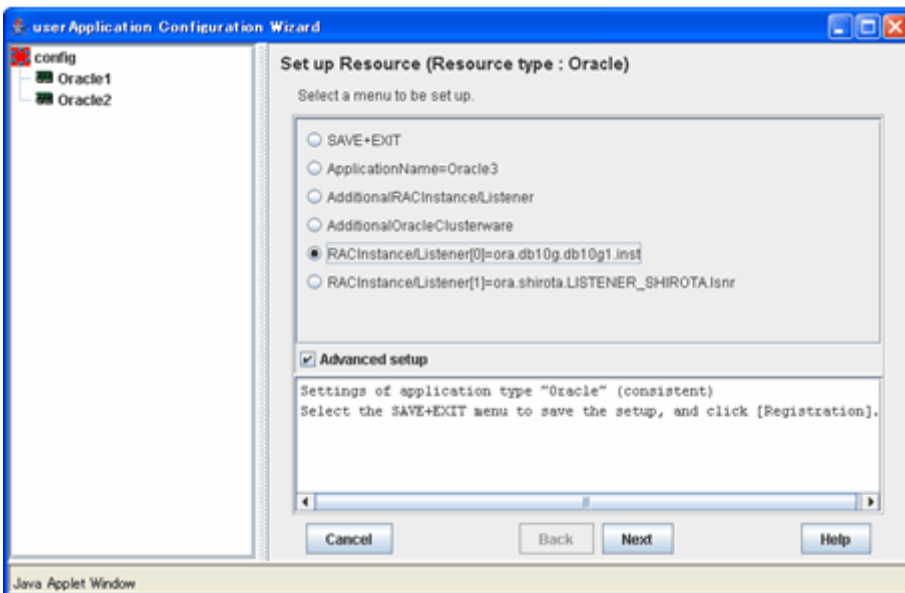 userApplication Configuration Wizard
config
Oracle1
Oracle2
Set up Resource (Resource type : Oracle)
Select a menu to be set up.
SAVE+EXIT
ApplicationName=Oracle3
AdditionalRACInstance/Listener
AdditionalOracleClusterware
RACInstance/Listener[0]=ora.db10g.db10g1.inst
RACInstance/Listener[1]=ora.shirota.LISTENER_SHIROTA.lsnr
Advanced setup
Settings of application type "Oracle" (consistent)
Select the SAVE+EXIT menu to save the setup, and click [Registration].
Cancel
Back
Next
Help
Java Applet Window